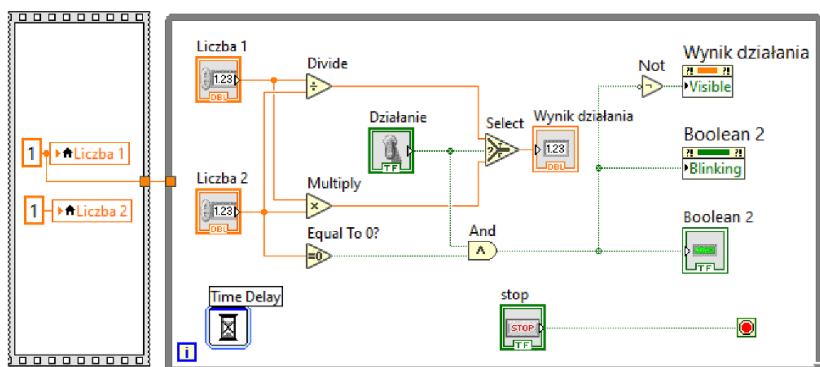 1
Liczba 1
1
Liczba 2
Liczba 1
1.23
DBL
Divide
÷
Działanie
TF
Select
?
T
F
Wynik działania
1.23
DBL
Not
¬
Wynik działania
?! ?!
Visible
Boolean 2
?! ?!
Blinking
Liczba 2
1.23
DBL
Multiply
×
Equal To 0?
=0
And
∧
Boolean 2
TF
Time Delay
stop
STOP
TF
i